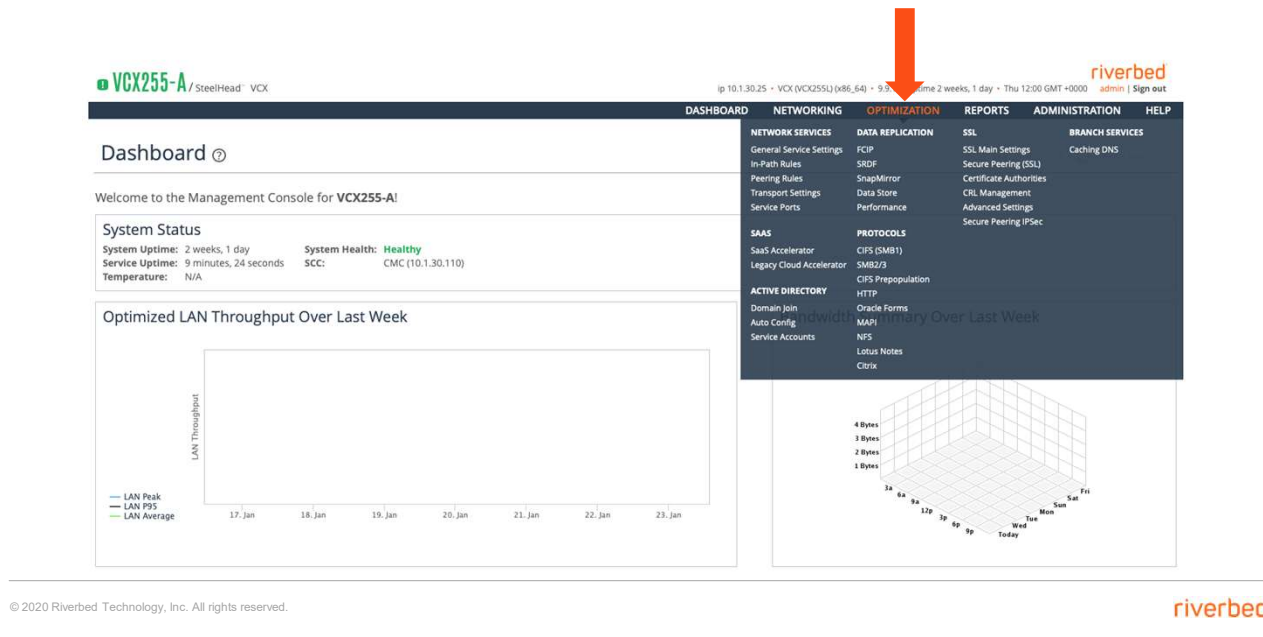 VCX255-A / SteelHead™ VCX
riverbed
ip 10.1.30.25 • VCX (VCX255L) (x86_64) • 9.9. time 2 weeks, 1 day • Thu 12:00 GMT +0000 admin | Sign out
DASHBOARD NETWORKING OPTIMIZATION REPORTS ADMINISTRATION HELP
Dashboard ?
Welcome to the Management Console for VCX255-A!
System Status
System Uptime: 2 weeks, 1 day System Health: Healthy
Service Uptime: 9 minutes, 24 seconds SCC: CMC (10.1.30.110)
Temperature: N/A
NETWORK SERVICES
General Service Settings
In-Path Rules
Peering Rules
Transport Settings
Service Ports
SAAS
SaaS Accelerator
Legacy Cloud Accelerator
ACTIVE DIRECTORY
Domain Join
Auto Config
Service Accounts
DATA REPLICATION
FCIP
SRDF
SnapMirror
Data Store
Performance
PROTOCOLS
CIFS (SMB1)
SMB2/3
CIFS Prepopulation
HTTP
Oracle Forms
MAPI
NFS
Lotus Notes
Citrix
SSL
SSL Main Settings
Secure Peering (SSL)
Certificate Authorities
CRL Management
Advanced Settings
Secure Peering IPSec
BRANCH SERVICES
Caching DNS
Optimized LAN Throughput Over Last Week
LAN Throughput
LAN Peak
LAN P95
LAN Average
17. Jan 18. Jan 19. Jan 20. Jan 21. Jan 22. Jan 23. Jan
Over Last Week
4 Bytes
3 Bytes
2 Bytes
1 Bytes
3a 6a 9a 12p 3p 6p 9p
Today Wed Tue Mon Sun Sat Fri
© 2020 Riverbed Technology, Inc. All rights reserved.
riverbed